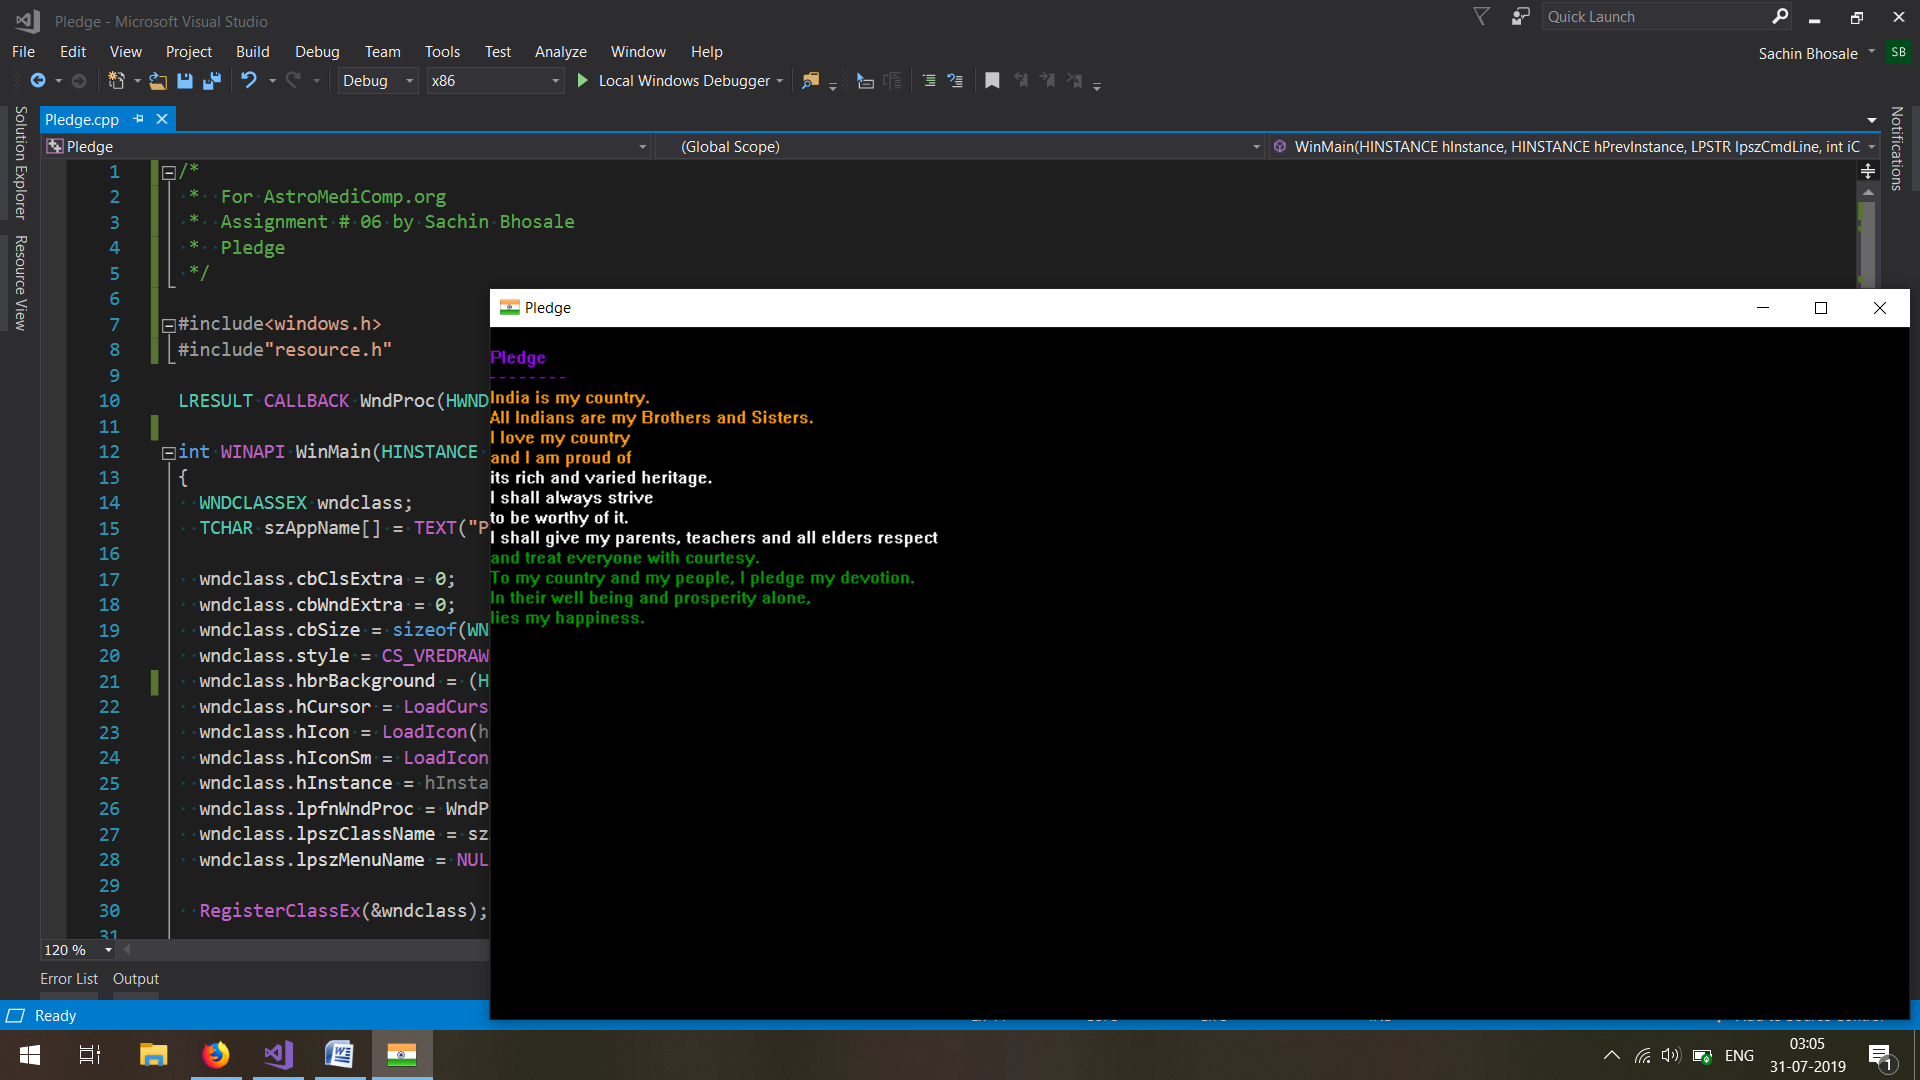 Pledge - Microsoft Visual Studio
Quick Launch
File Edit View Project Build Debug Team Tools Test Analyze Window Help
Sachin Bhosale SB
Debug x86 Local Windows Debugger
Solution Explorer
Resource View
Notifications
Pledge.cpp
Pledge (Global Scope) WinMain(HINSTANCE hInstance, HINSTANCE hPrevInstance, LPSTR lpszCmdLine, int iC
1 /*
2 * For AstroMediComp.org
3 * Assignment # 06 by Sachin Bhosale
4 * Pledge
5 */
6
7 #include<windows.h>
8 #include"resource.h"
9
10 LRESULT CALLBACK WndProc(HWND
11
12 int WINAPI WinMain(HINSTANCE
13 {
14 WNDCLASSEX wndclass;
15 TCHAR szAppName[] = TEXT("P
16
17 wndclass.cbClsExtra = 0;
18 wndclass.cbWndExtra = 0;
19 wndclass.cbSize = sizeof(WN
20 wndclass.style = CS_VREDRAW
21 wndclass.hbrBackground = (H
22 wndclass.hCursor = LoadCurs
23 wndclass.hIcon = LoadIcon(h
24 wndclass.hIconSm = LoadIcon
25 wndclass.hInstance = hInsta
26 wndclass.lpfnWndProc = WndP
27 wndclass.lpszClassName = sz
28 wndclass.lpszMenuName = NUL
29
30 RegisterClassEx(&wndclass);
31
120 %
Error List Output
Ready
Pledge
Pledge
--------
India is my country.
All Indians are my Brothers and Sisters.
I love my country
and I am proud of
its rich and varied heritage.
I shall always strive
to be worthy of it.
I shall give my parents, teachers and all elders respect
and treat everyone with courtesy.
To my country and my people, I pledge my devotion.
In their well being and prosperity alone,
lies my happiness.
ENG
03:05
31-07-2019
1